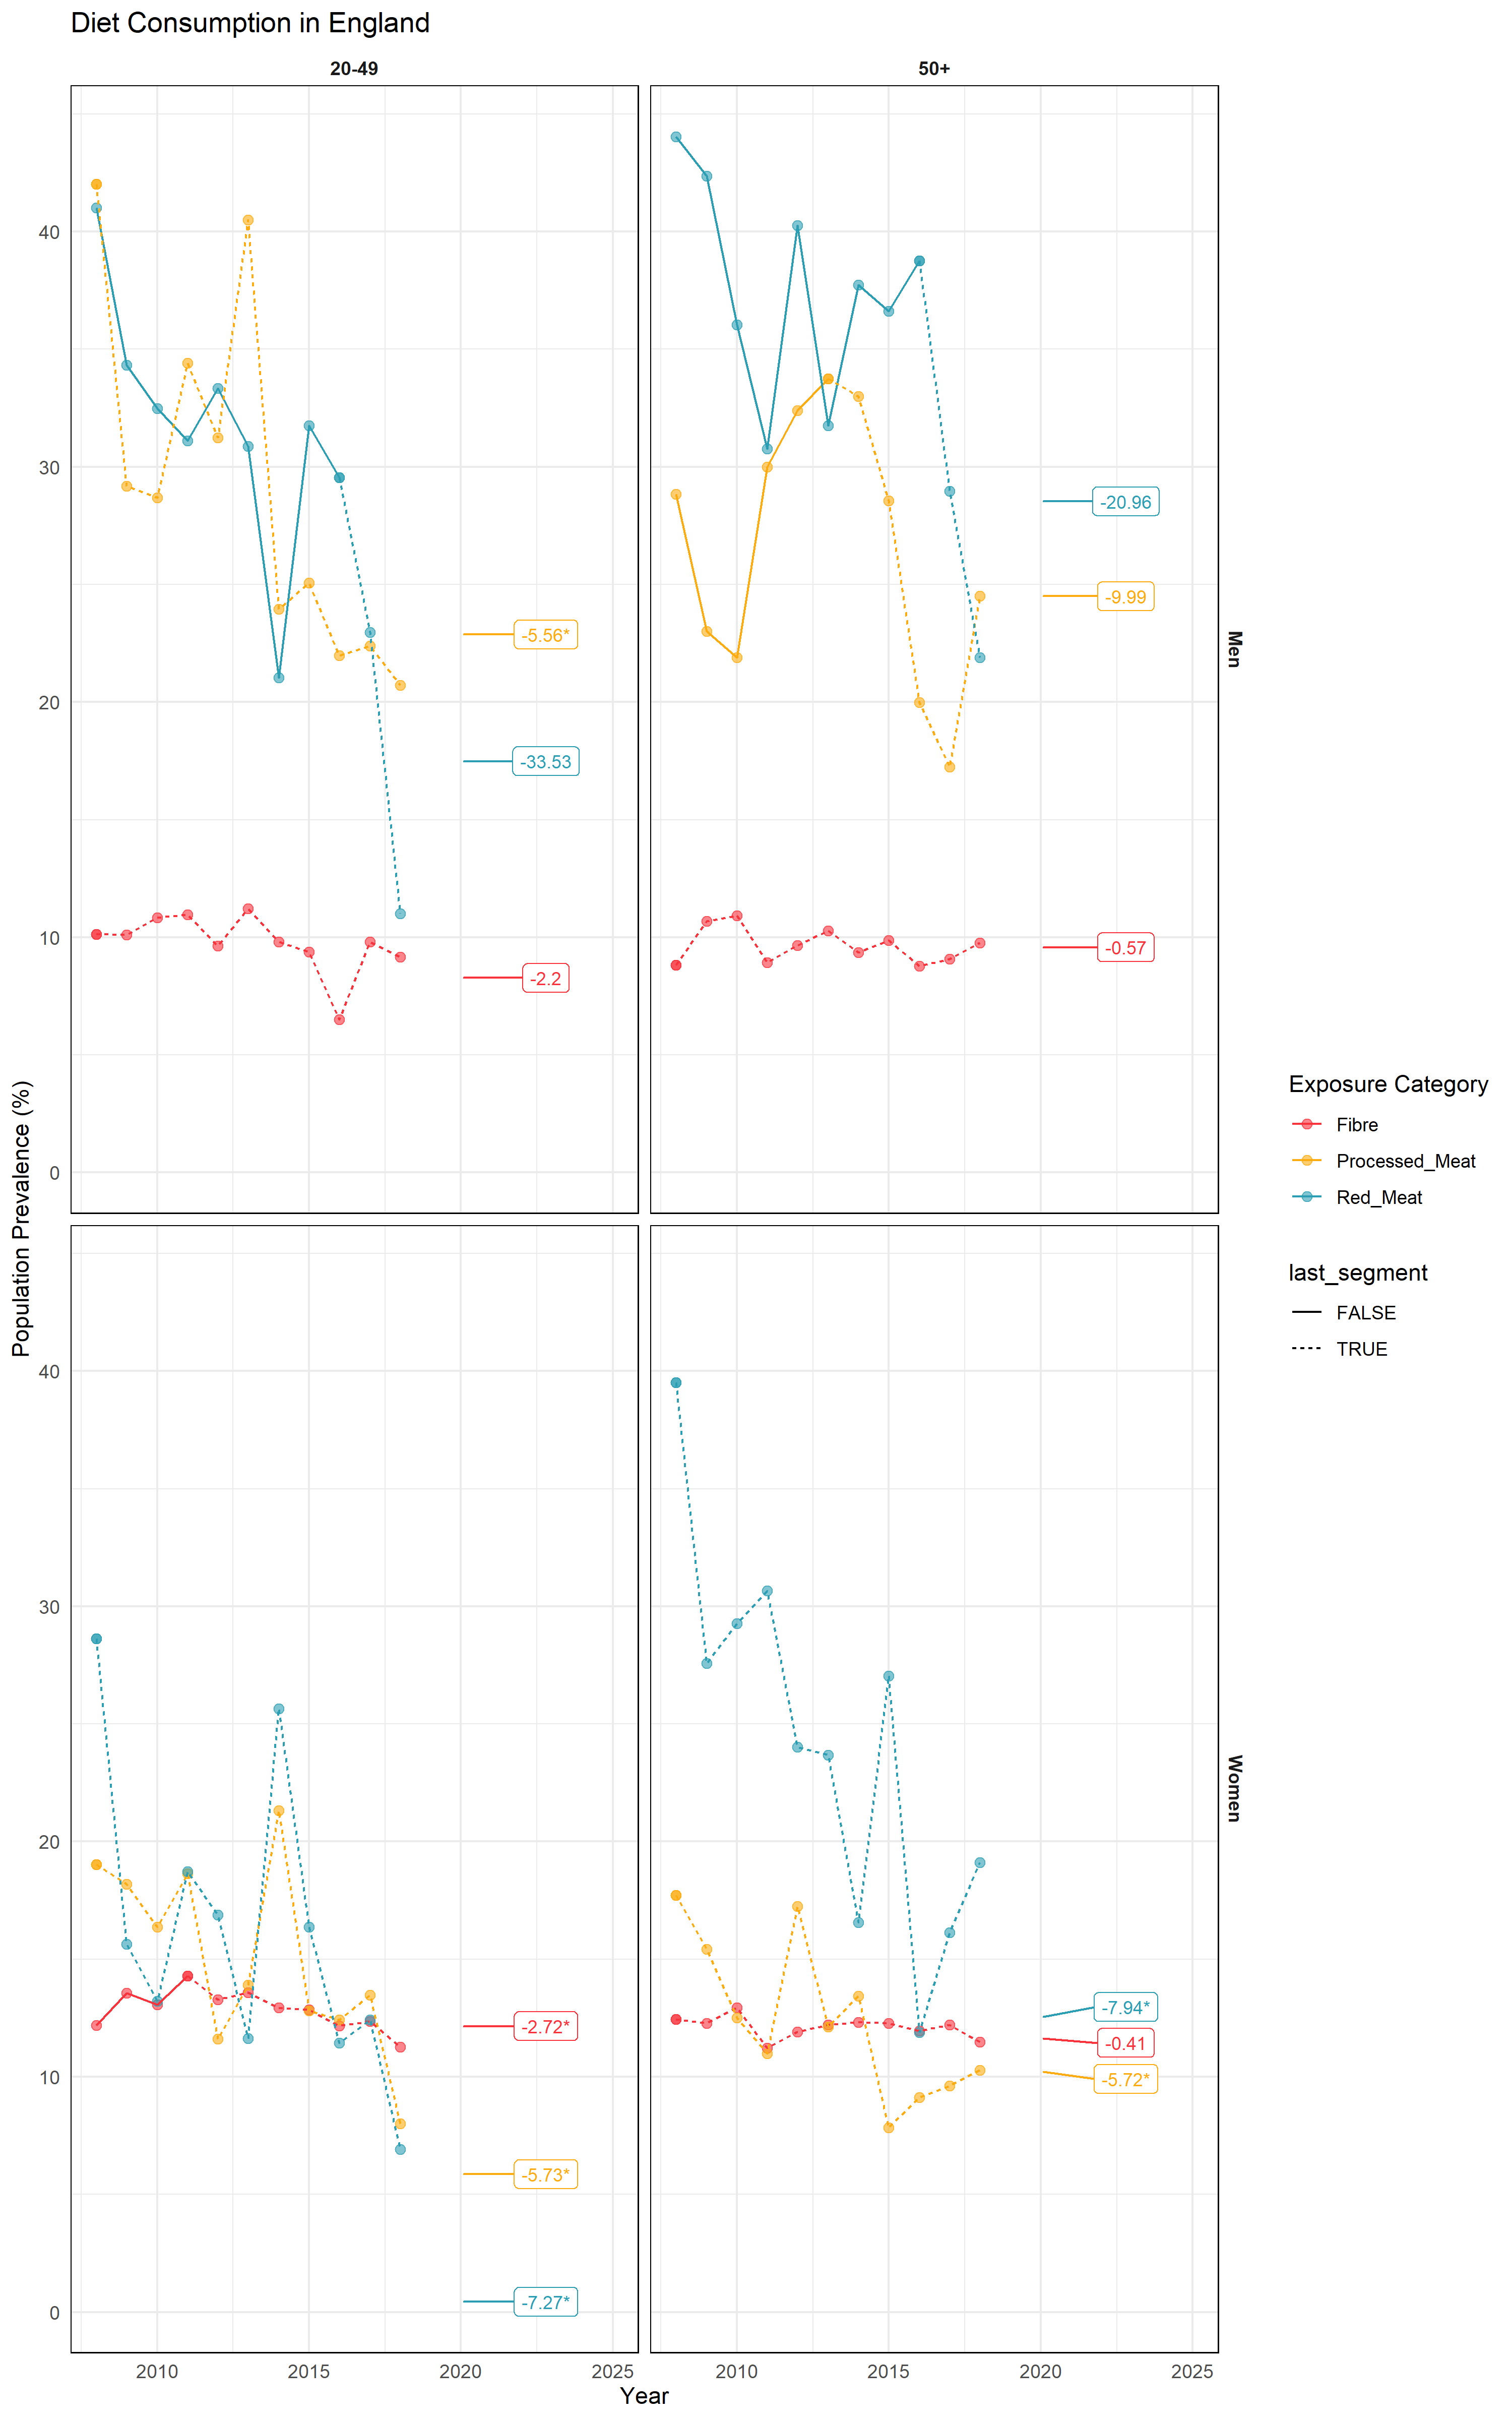 Diet Consumption in England
20-49
50+
40
30
20
10
0
-5.56*
-33.53
-2.2
-20.96
-9.99
-0.57
Men
Population Prevalence (%)
Exposure Category
Fibre
Processed_Meat
Red_Meat
last_segment
FALSE
TRUE
40
30
20
10
0
-2.72*
-5.73*
-7.27*
-7.94*
-0.41
-5.72*
Women
2010
2015
2020
2025
2010
2015
2020
2025
Year